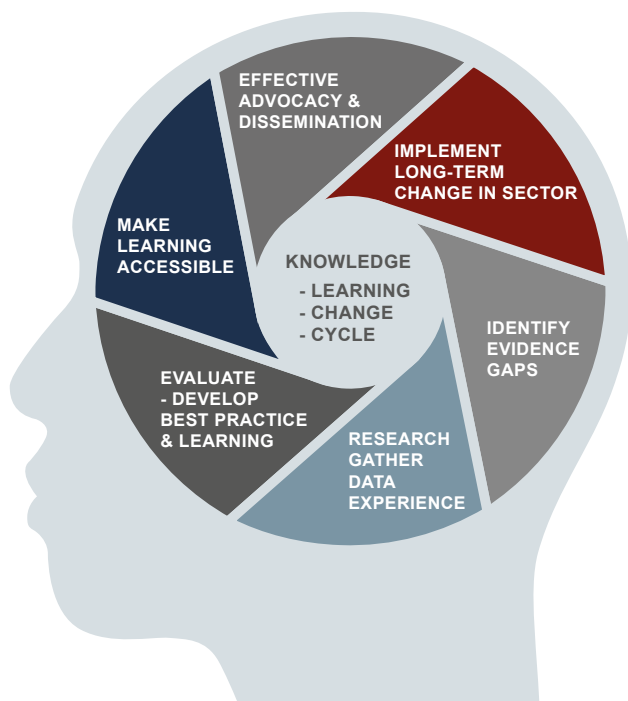 EFFECTIVE
ADVOCACY &
DISSEMINATION
IMPLEMENT
LONG-TERM
CHANGE IN SECTOR
MAKE
LEARNING
ACCESSIBLE
KNOWLEDGE
- LEARNING
- CHANGE
- CYCLE
IDENTIFY
EVIDENCE
GAPS
EVALUATE
- DEVELOP
BEST PRACTICE
& LEARNING
RESEARCH
GATHER
DATA
EXPERIENCE